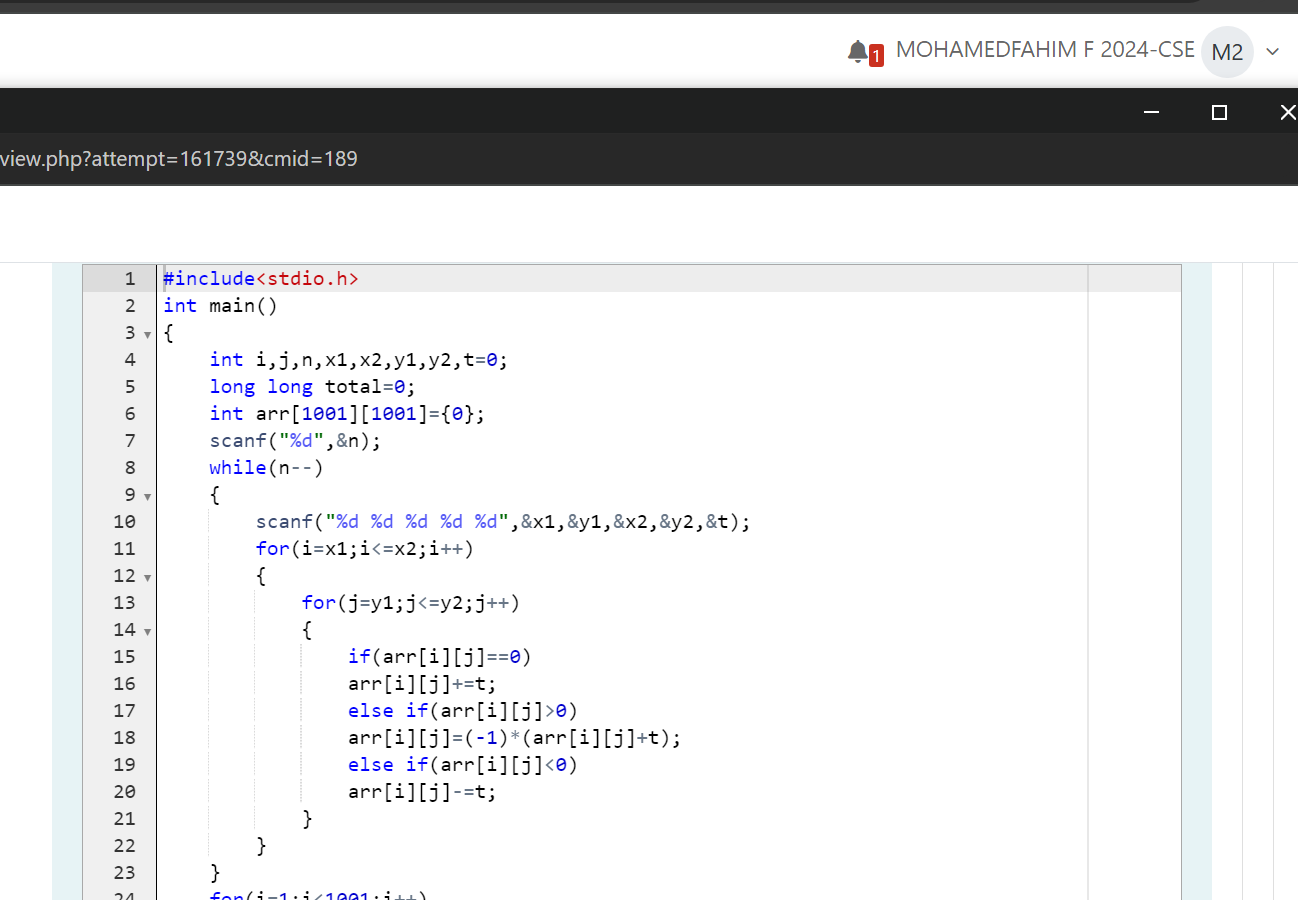 1 MOHAMEDFAHIM F 2024-CSE M2
view.php?attempt=161739&cmid=189
1 #include<stdio.h>
2 int main()
3 {
4 int i,j,n,x1,x2,y1,y2,t=0;
5 long long total=0;
6 int arr[1001][1001]={0};
7 scanf("%d",&n);
8 while(n--)
9 {
10 scanf("%d %d %d %d %d",&x1,&y1,&x2,&y2,&t);
11 for(i=x1;i<=x2;i++)
12 {
13 for(j=y1;j<=y2;j++)
14 {
15 if(arr[i][j]==0)
16 arr[i][j]+=t;
17 else if(arr[i][j]>0)
18 arr[i][j]=(-1)*(arr[i][j]+t);
19 else if(arr[i][j]<0)
20 arr[i][j]-=t;
21 }
22 }
23 }
24 for(i=1;i<1001;i++)